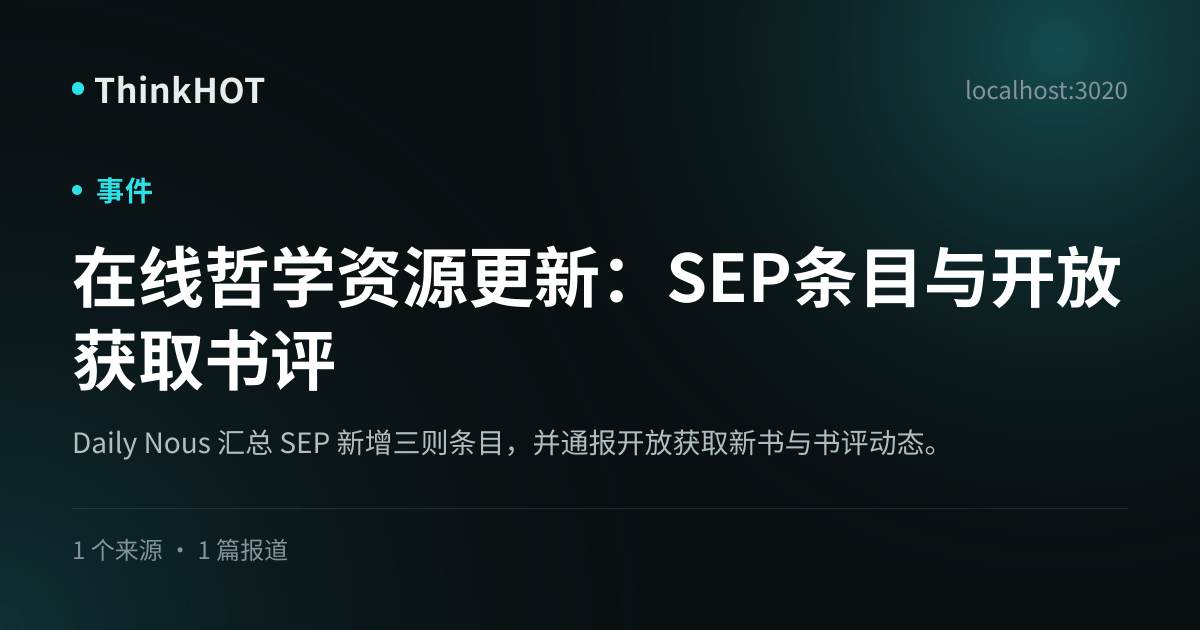 ThinkHOT
localhost:3020
事件
在线哲学资源更新：SEP条目与开放
获取书评
Daily Nous 汇总 SEP 新增三则条目，并通报开放获取新书与书评动态。
1 个来源 · 1 篇报道